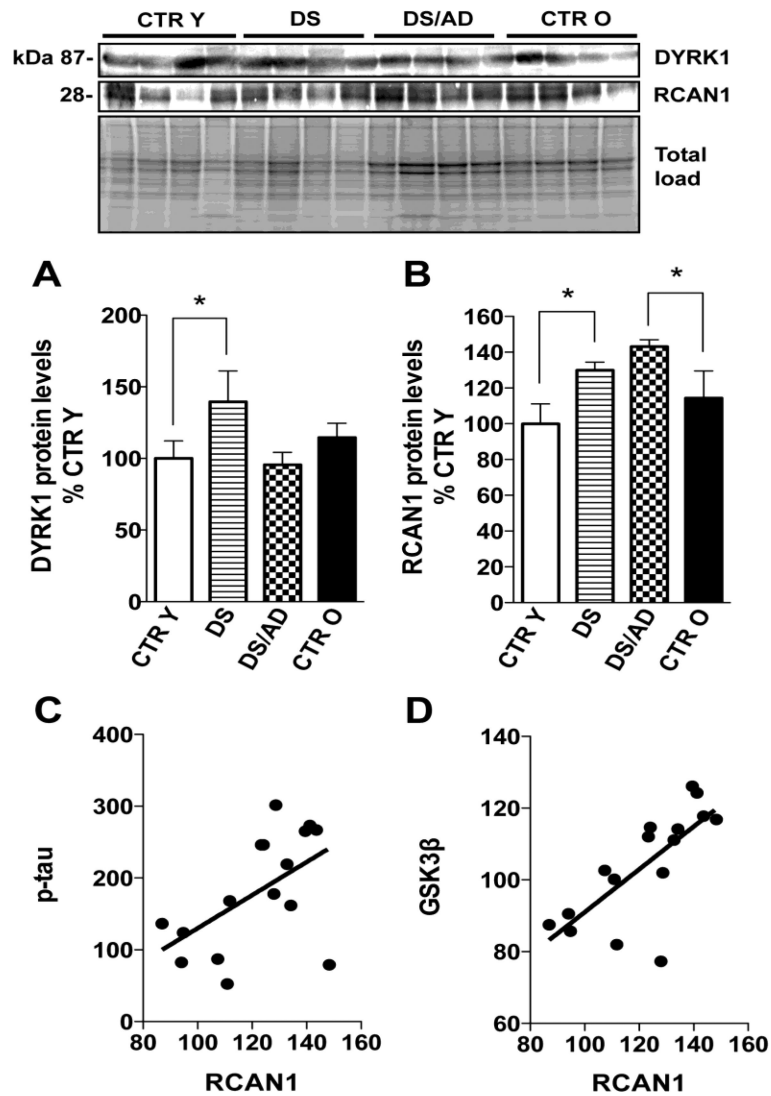 CTR Y DS DS/AD CTR O
kDa 87- DYRK1
28- RCAN1
Total
load
A
DYRK1 protein levels
% CTR Y
200
150
100
50
0
*
CTR Y DS DS/AD CTR O
B
RCAN1 protein levels
% CTR Y
160
140
120
100
80
60
40
20
0
* *
CTR Y DS DS/AD CTR O
C
p-tau
400
300
200
100
0
80 100 120 140 160
RCAN1
D
GSK3β
140
120
100
80
60
80 100 120 140 160
RCAN1